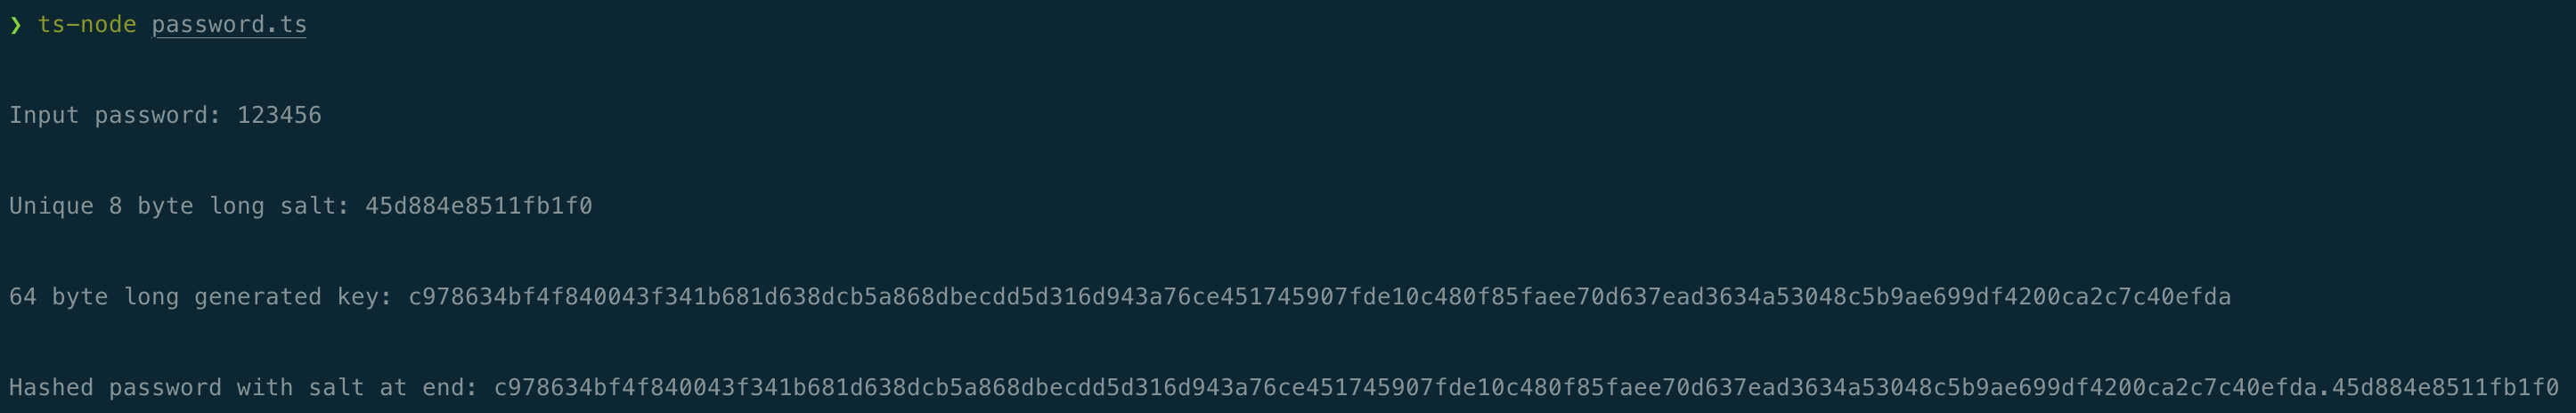 ❯ ts-node password.ts
Input password: 123456
Unique 8 byte long salt: 45d884e8511fb1f0
64 byte long generated key: c978634bf4f840043f341b681d638dcb5a868dbecdd5d316d943a76ce451745907fde10c480f85faee70d637ead3634a53048c5b9ae699df4200ca2c7c40efda
Hashed password with salt at end: c978634bf4f840043f341b681d638dcb5a868dbecdd5d316d943a76ce451745907fde10c480f85faee70d637ead3634a53048c5b9ae699df4200ca2c7c40efda.45d884e8511fb1f0